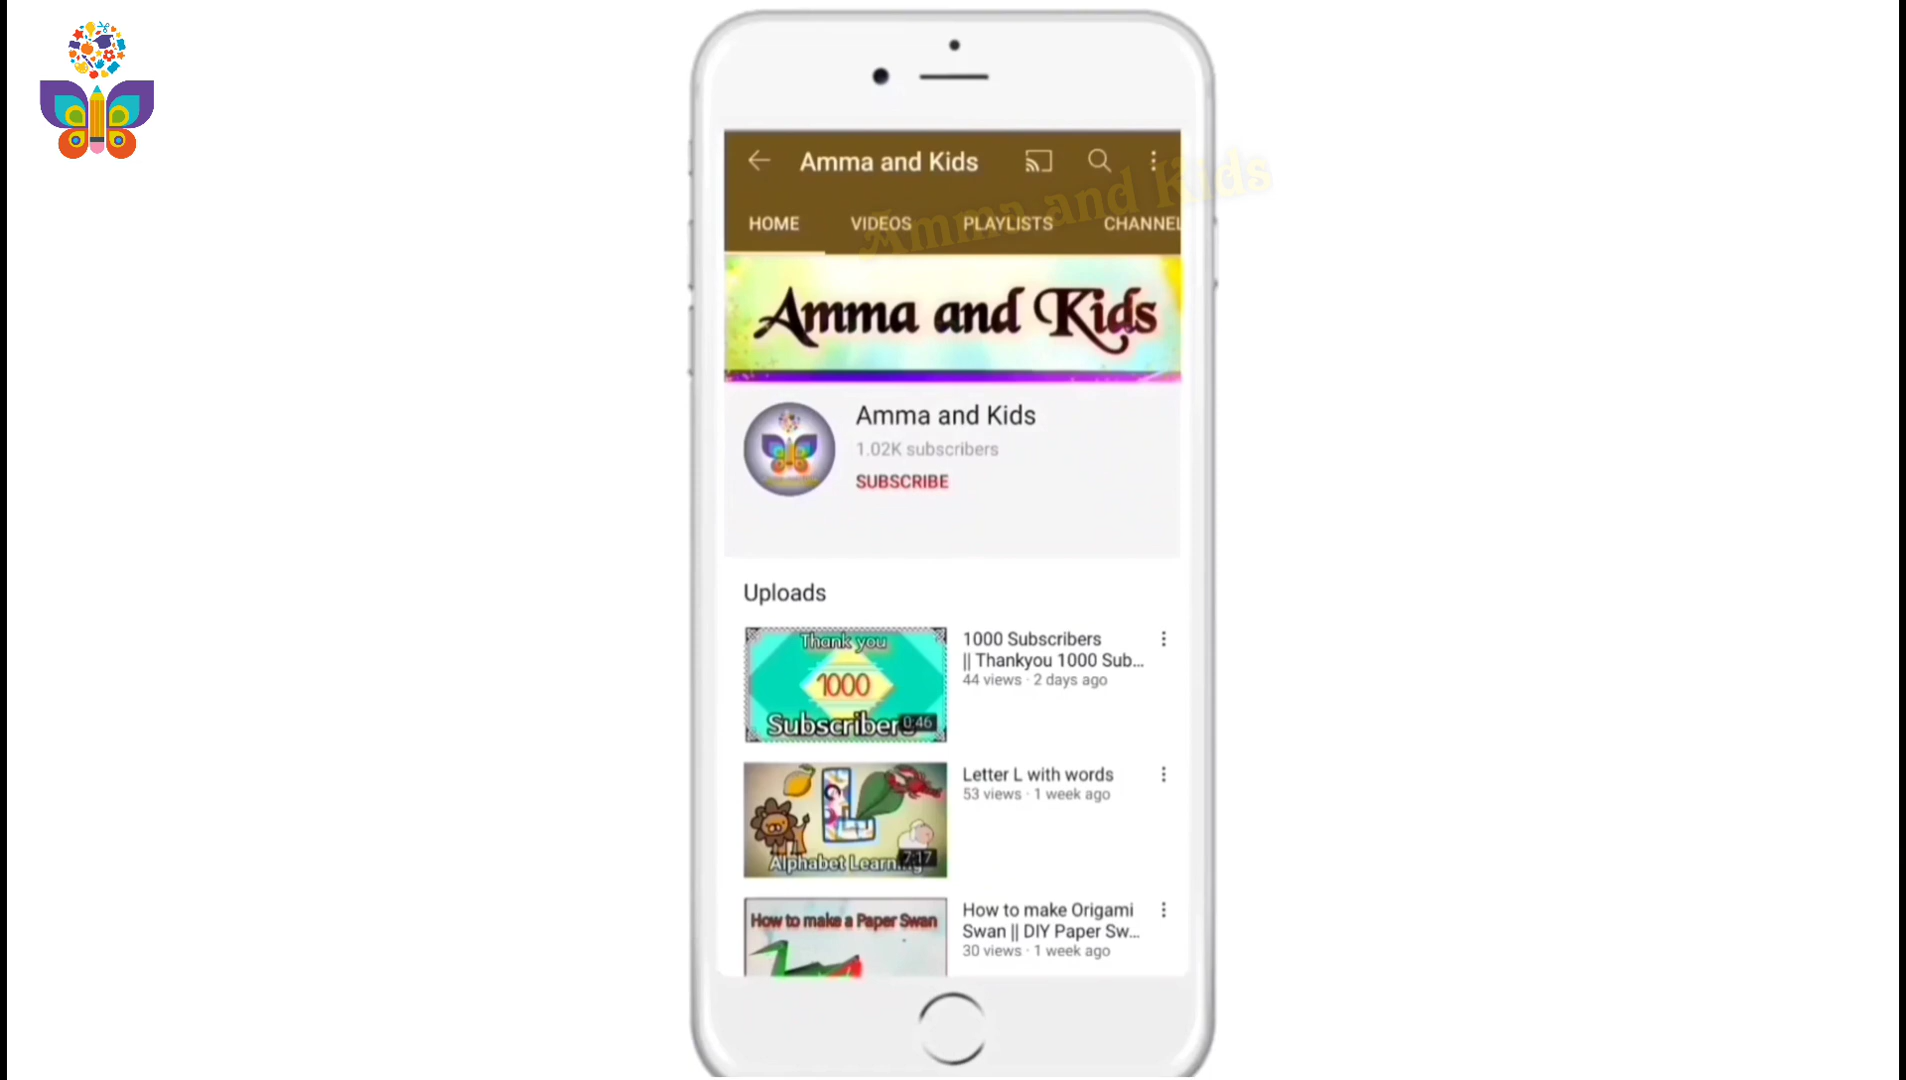 Amma and Kids
HOME VIDEOS PLAYLISTS CHANNEL
Amma and Kids
Amma and Kids
Amma and Kids
1.02K subscribers
SUBSCRIBE
Uploads
Thank you
1000
Subscribers
0:46
1000 Subscribers
|| Thankyou 1000 Sub...
44 views · 2 days ago
L
Alphabet Learning
7:17
Letter L with words
53 views · 1 week ago
How to make a Paper Swan
How to make Origami
Swan || DIY Paper Sw...
30 views · 1 week ago